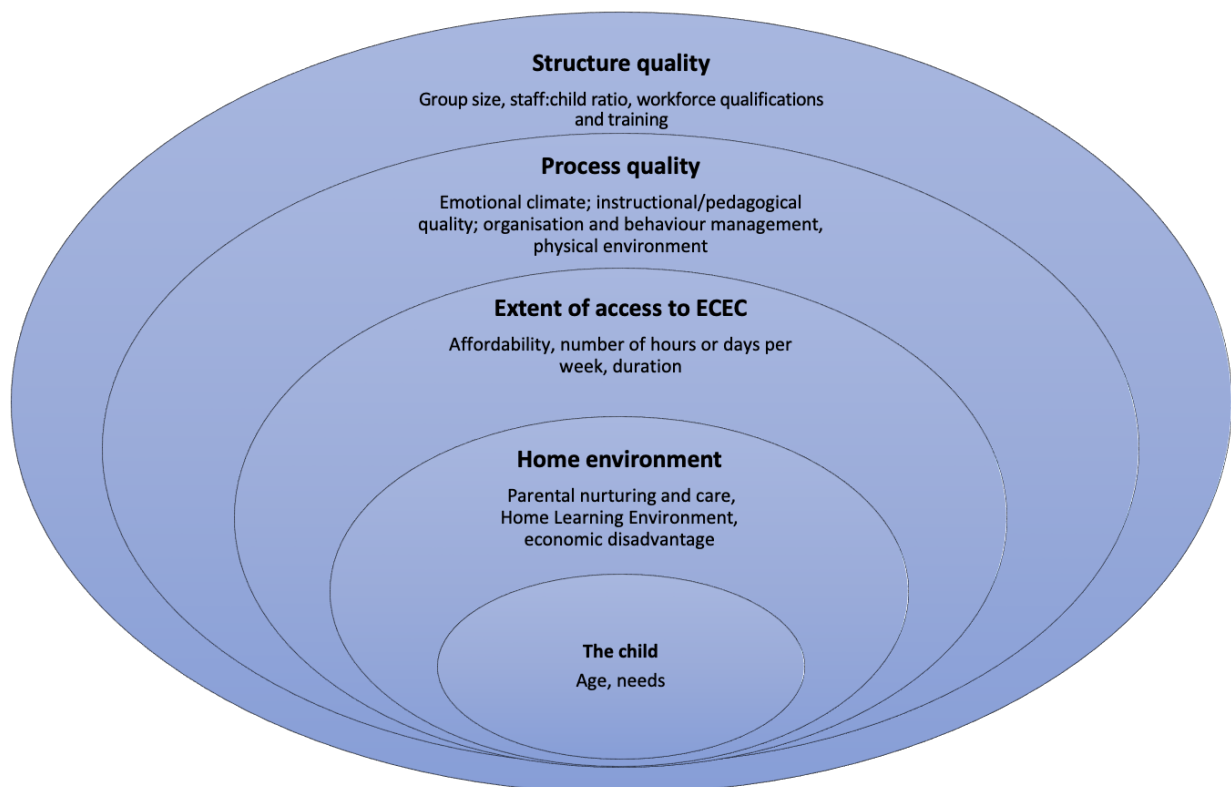 Structure quality
Group size, staff:child ratio, workforce qualifications
and training
Process quality
Emotional climate; instructional/pedagogical
quality; organisation and behaviour management,
physical environment
Extent of access to ECEC
Affordability, number of hours or days per
week, duration
Home environment
Parental nurturing and care,
Home Learning Environment,
economic disadvantage
The child
Age, needs